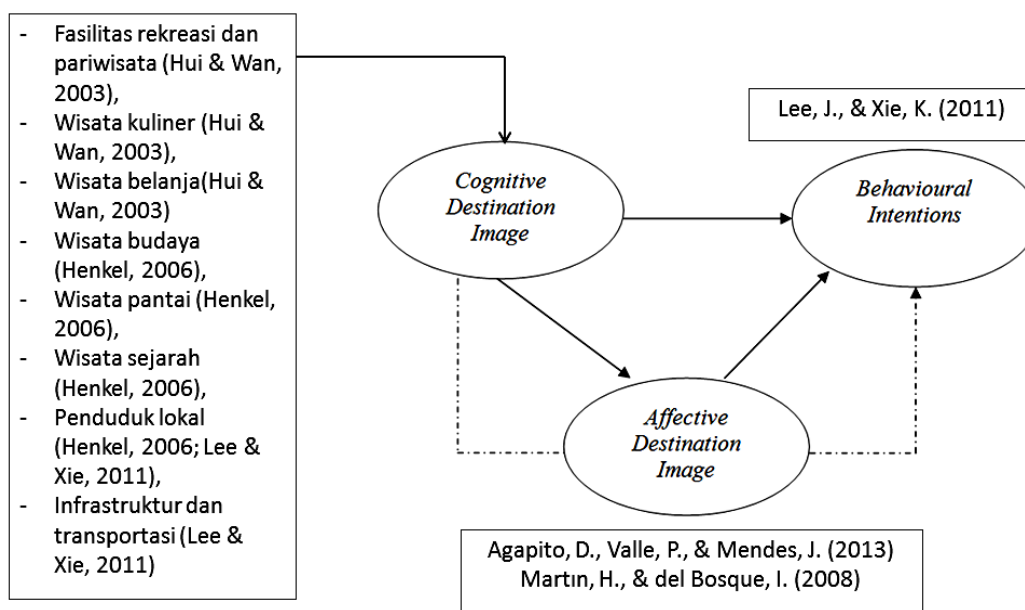 - Fasilitas rekreasi dan
pariwisata (Hui & Wan,
2003),
- Wisata kuliner (Hui &
Wan, 2003),
- Wisata belanja(Hui &
Wan, 2003)
- Wisata budaya
(Henkel, 2006),
- Wisata pantai (Henkel,
2006),
- Wisata sejarah
(Henkel, 2006),
- Penduduk lokal
(Henkel, 2006; Lee &
Xie, 2011),
- Infrastruktur dan
transportasi (Lee &
Xie, 2011)
Cognitive
Destination
Image
Lee, J., & Xie, K. (2011)
Behavioural
Intentions
Affective
Destination
Image
Agapito, D., Valle, P., & Mendes, J. (2013)
Martın, H., & del Bosque, I. (2008)